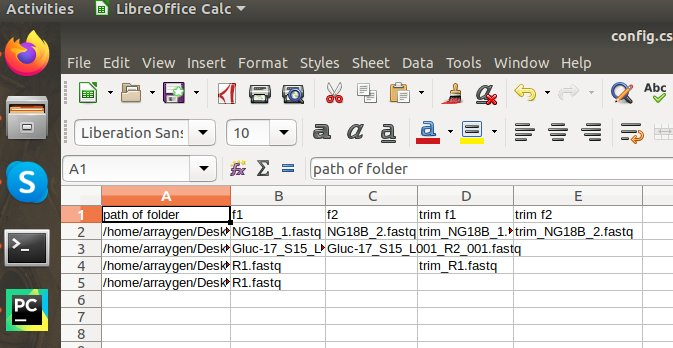 Activities LibreOffice Calc
config.cs
File Edit View Insert Format Styles Sheet Data Tools Window Help
Abc
Liberation Sans 10 a a a a
A1 fx Σ = path of folder
A B C D E
1 path of folder f1 f2 trim f1 trim f2
2 /home/arraygen/Desk NG18B_1.fastq NG18B_2.fastq trim_NG18B_1. trim_NG18B_2.fastq
3 /home/arraygen/Desk Gluc-17_S15_L Gluc-17_S15_L001_R2_001.fastq
4 /home/arraygen/Desk R1.fastq trim_R1.fastq
5 /home/arraygen/Desk R1.fastq
6
7
8
PC